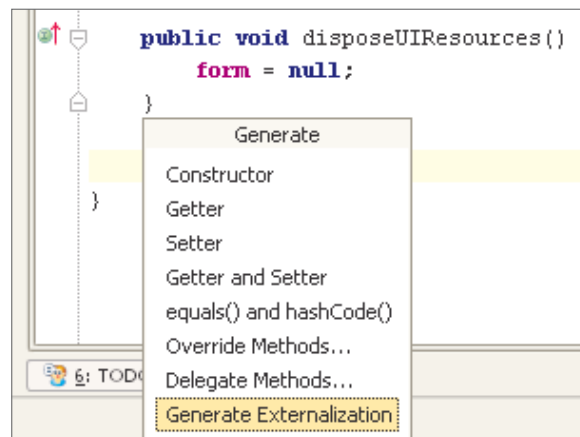 public void disposeUIResources()
form = null;
}
Generate
Constructor
Getter
Setter
}
Getter and Setter
equals() and hashCode()
Override Methods...
6: TODO
Delegate Methods...
Generate Externalization